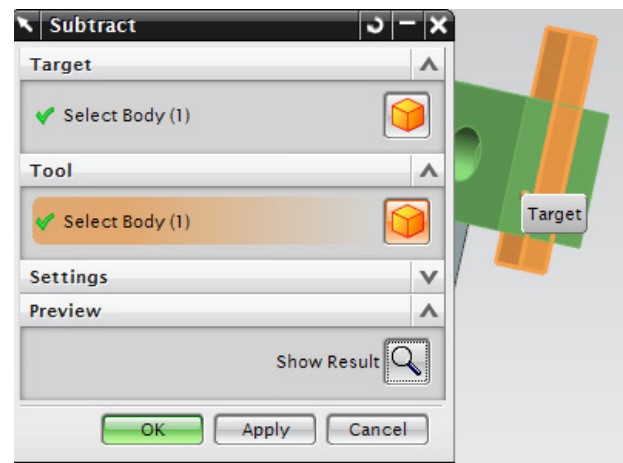 Subtract
Target
Select Body (1)
Tool
Select Body (1)
Target
Settings
Preview
Show Result
OK Apply Cancel